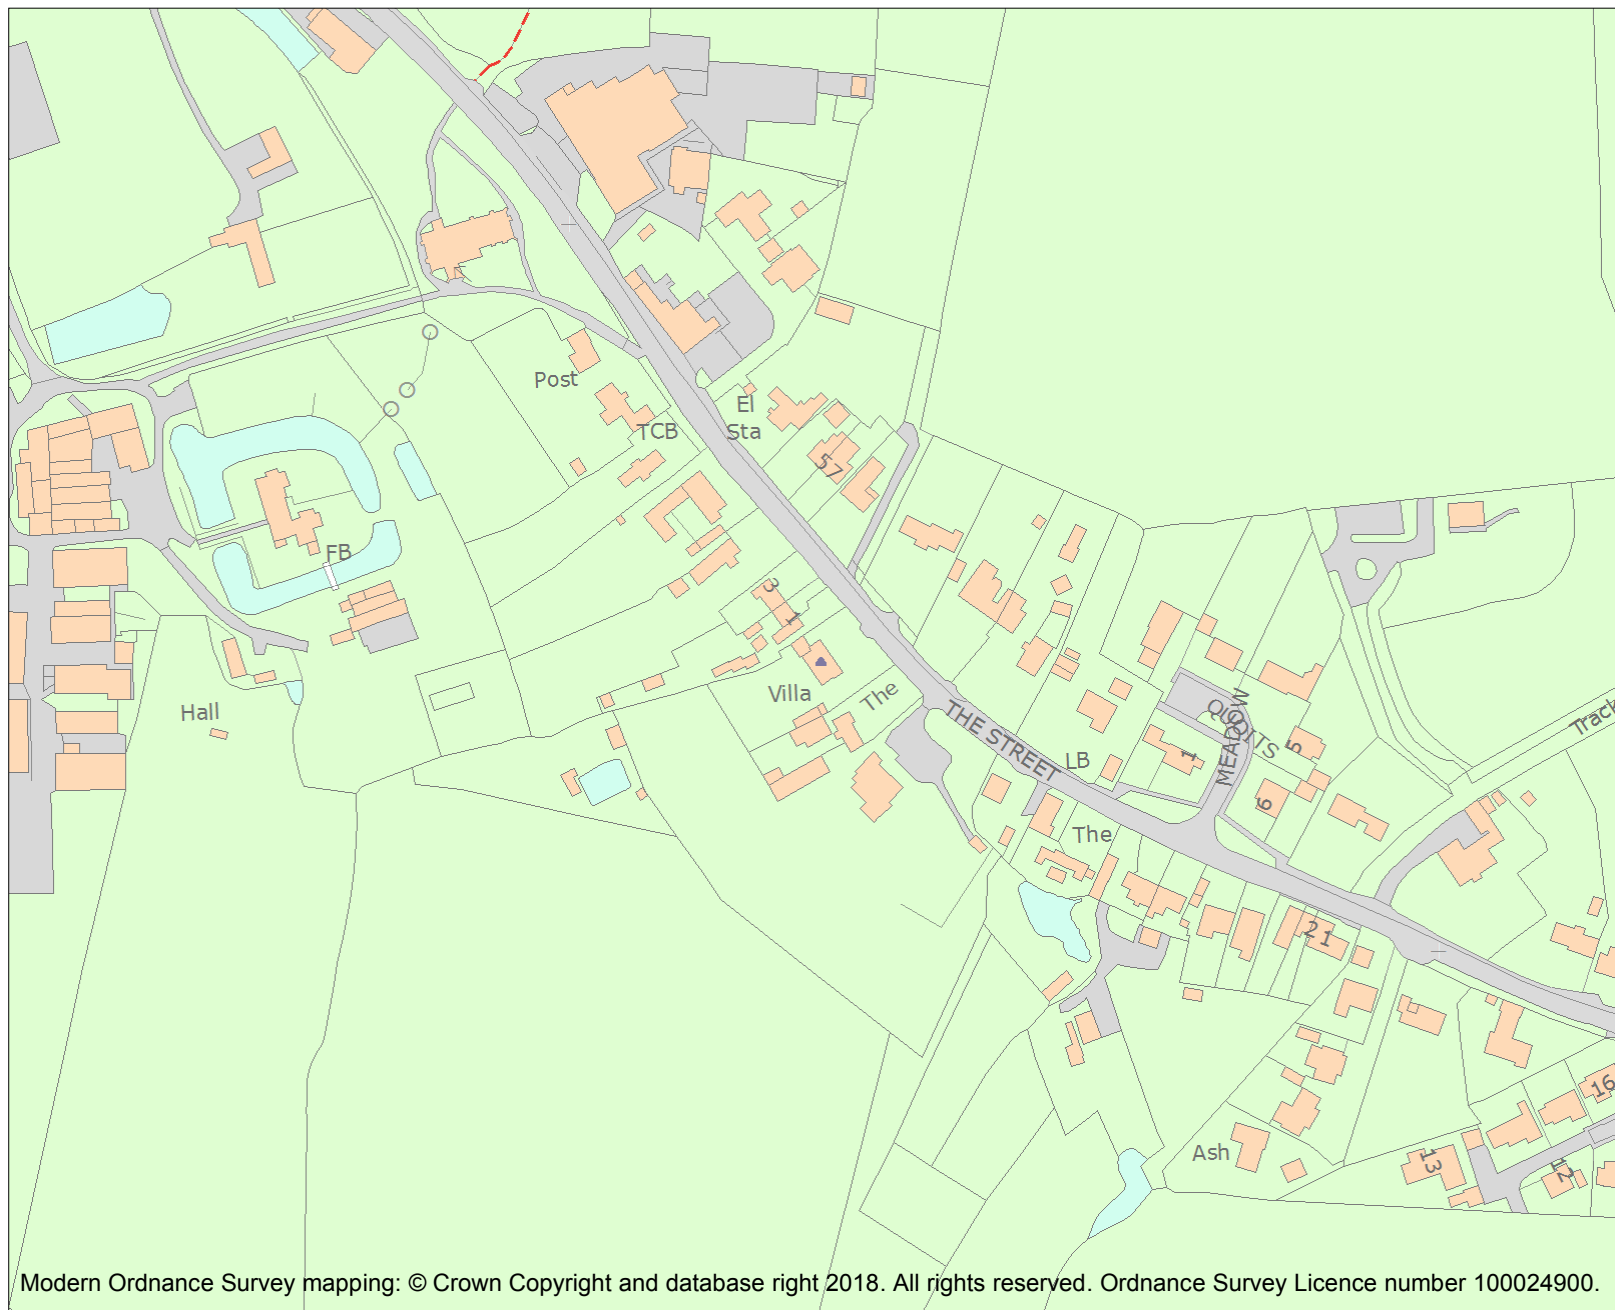 Post
El
Sta
TCB
57
FB
3
1
Villa
The
Hall
THE STREET
LB
QUOITS
MEADOW
Track
1
5
6
The
21
Ash
13
12
16
Modern Ordnance Survey mapping: © Crown Copyright and database right 2018. All rights reserved. Ordnance Survey Licence number 100024900.